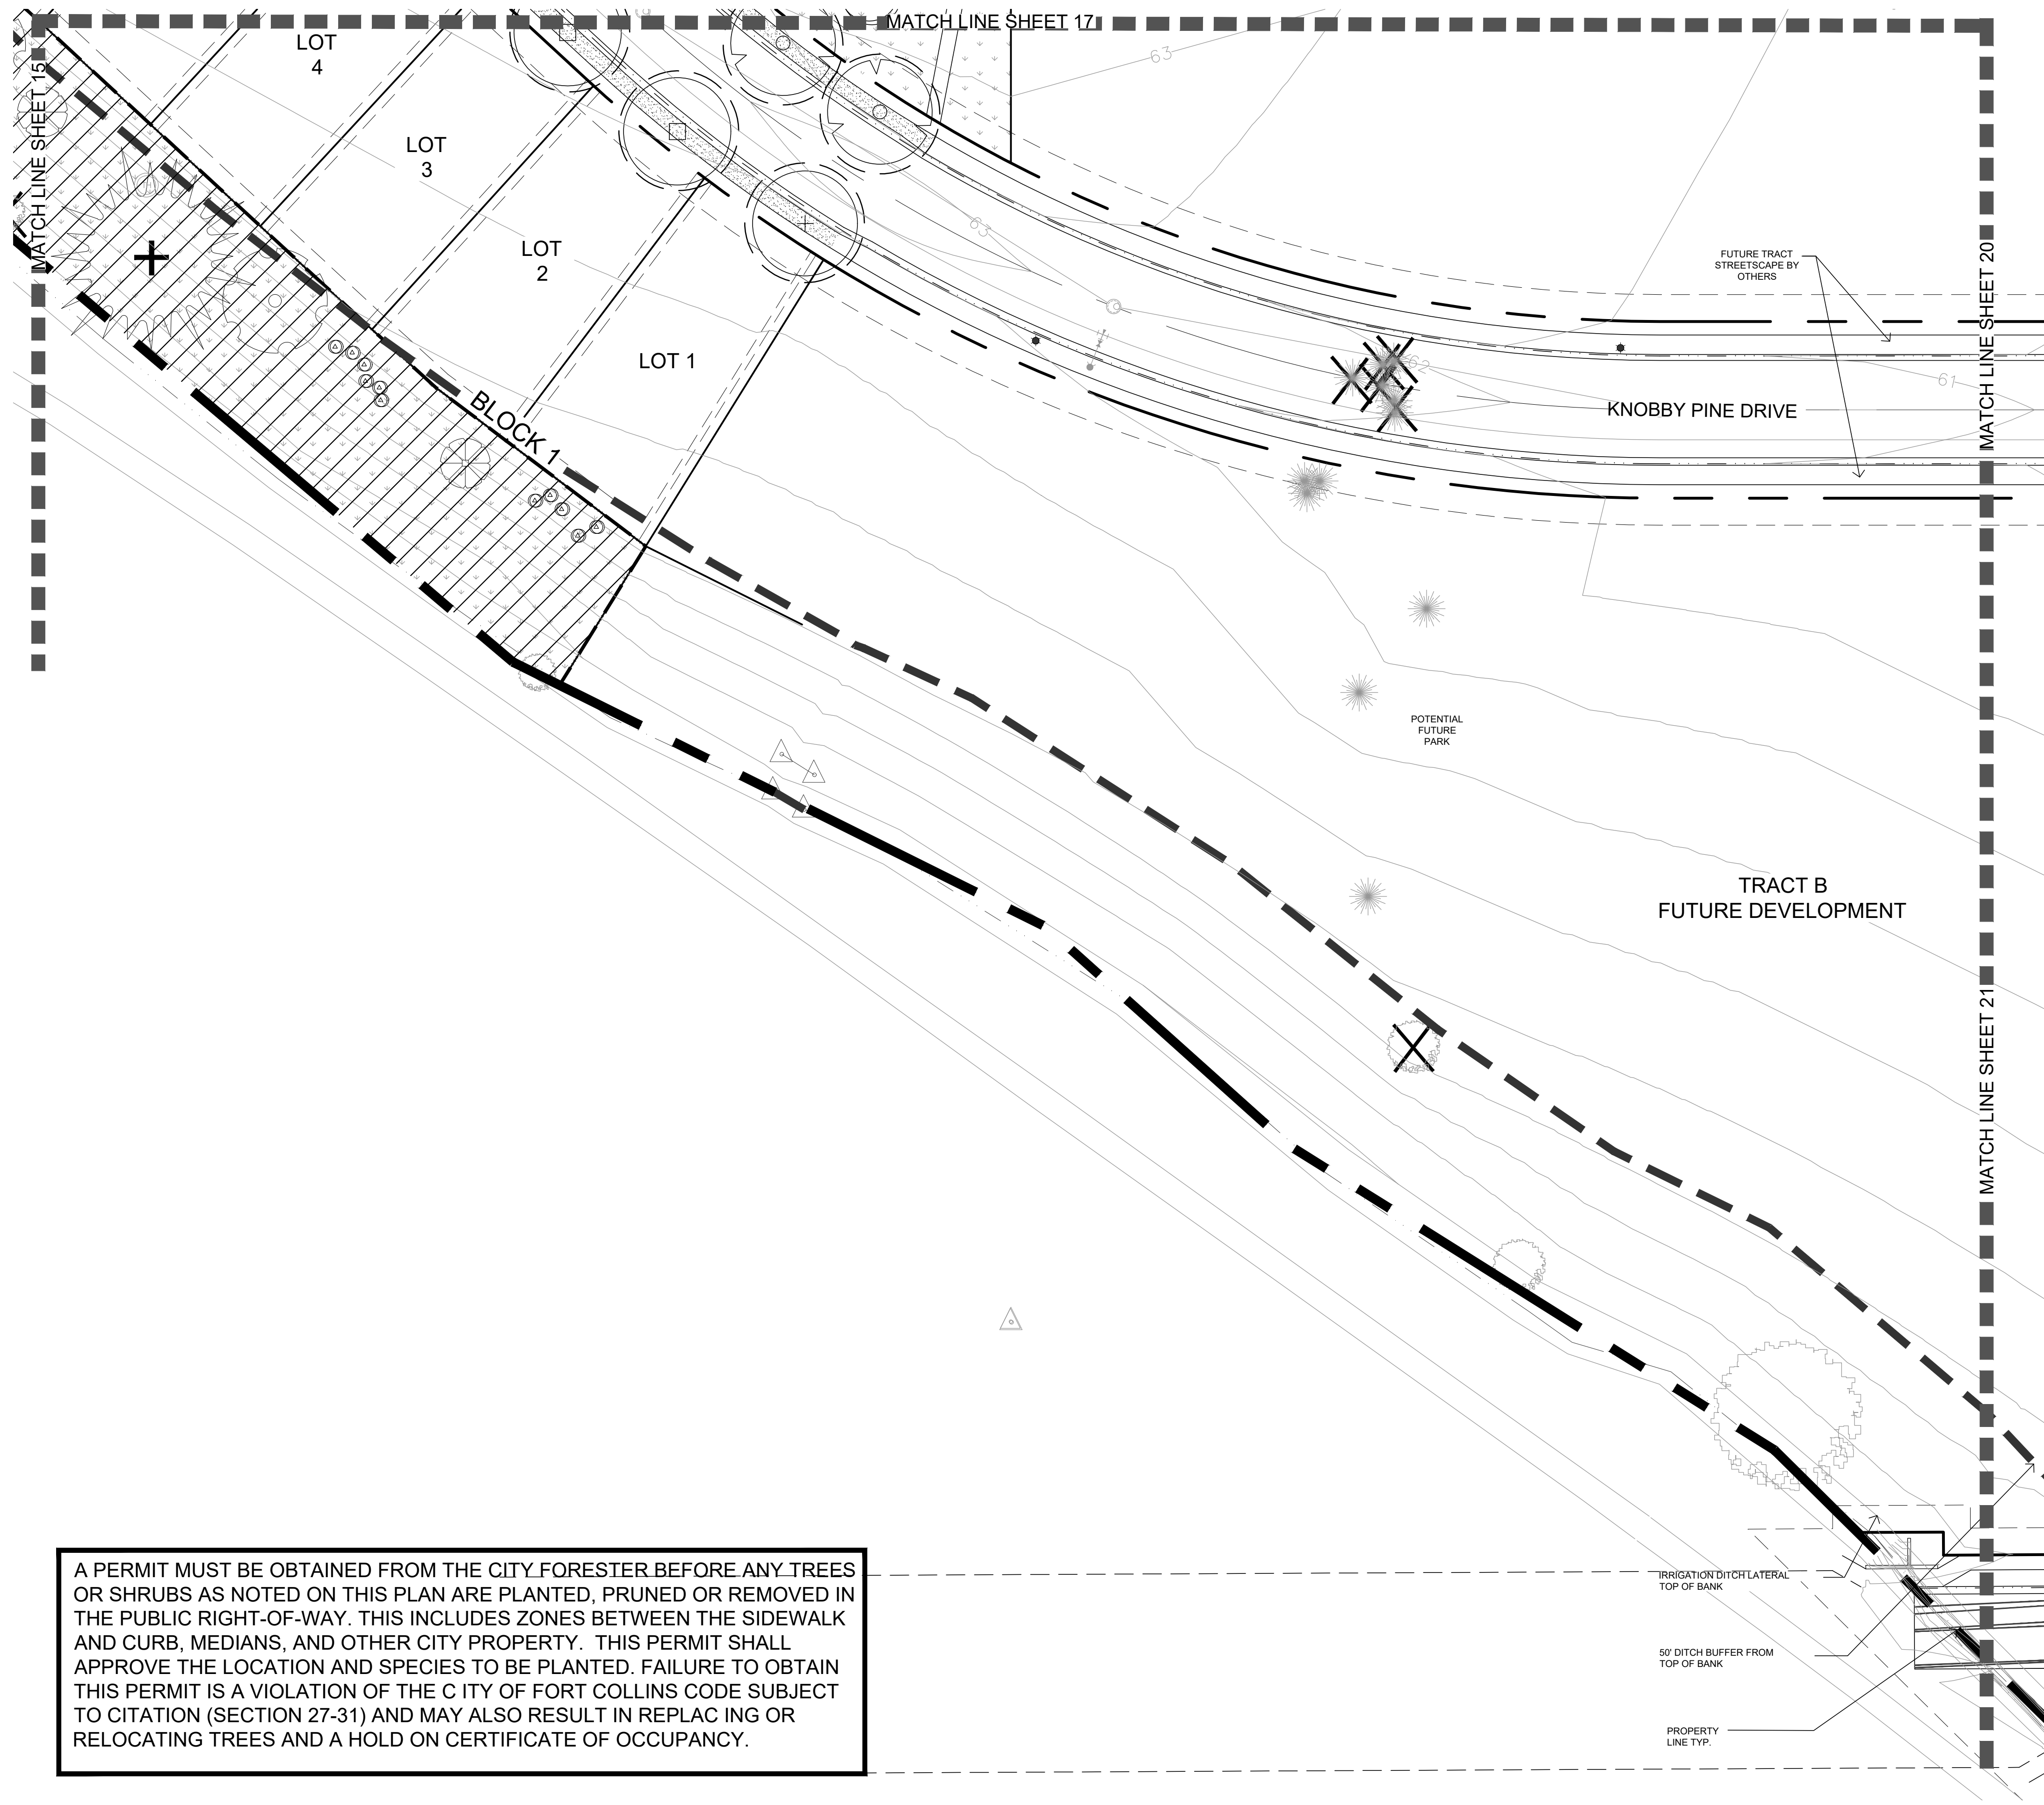 MATCH LINE SHEET 17
MATCH LINE SHEET 15
LOT
4
LOT
3
LOT
2
LOT 1
BLOCK 1
63
63
62
61
FUTURE TRACT
STREETSCAPE BY
OTHERS
MATCH LINE SHEET 20
KNOBBY PINE DRIVE
POTENTIAL
FUTURE
PARK
TRACT B
FUTURE DEVELOPMENT
MATCH LINE SHEET 21
A PERMIT MUST BE OBTAINED FROM THE CITY FORESTER BEFORE ANY TREES
OR SHRUBS AS NOTED ON THIS PLAN ARE PLANTED, PRUNED OR REMOVED IN
THE PUBLIC RIGHT-OF-WAY. THIS INCLUDES ZONES BETWEEN THE SIDEWALK
AND CURB, MEDIANS, AND OTHER CITY PROPERTY.  THIS PERMIT SHALL
APPROVE THE LOCATION AND SPECIES TO BE PLANTED. FAILURE TO OBTAIN
THIS PERMIT IS A VIOLATION OF THE C ITY OF FORT COLLINS CODE SUBJECT
TO CITATION (SECTION 27-31) AND MAY ALSO RESULT IN REPLAC ING OR
RELOCATING TREES AND A HOLD ON CERTIFICATE OF OCCUPANCY.
IRRIGATION DITCH LATERAL
TOP OF BANK
50' DITCH BUFFER FROM
TOP OF BANK
PROPERTY
LINE TYP.